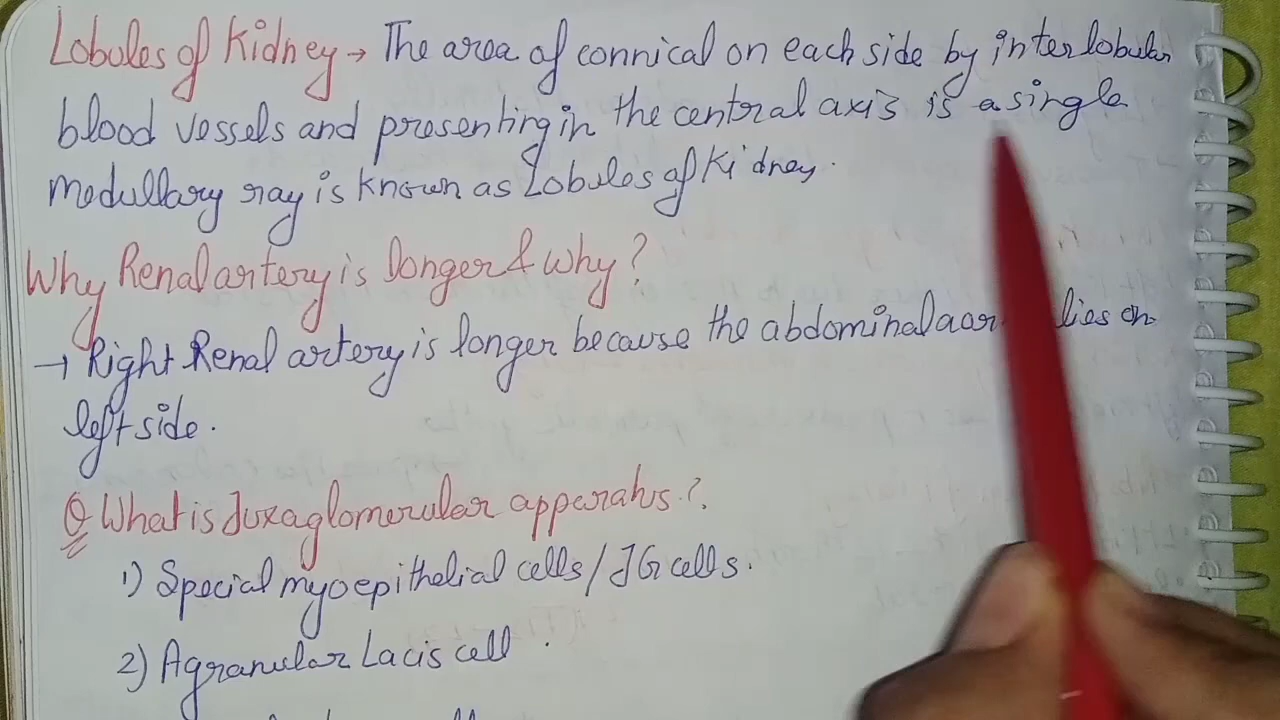 Lobules of Kidney → The area of connical on each side by interlobular
blood vessels and presenting in the central axis is a single
medullary ray is known as Lobules of Kidney.
Why Renal artery is longer & why?
→ Right Renal artery is longer because the abdominal aor lies on
left side.
Q What is Juxaglomerular apparatus?
1) Special myoepithelial cells/JG cells.
2) Agranular Lacis cell